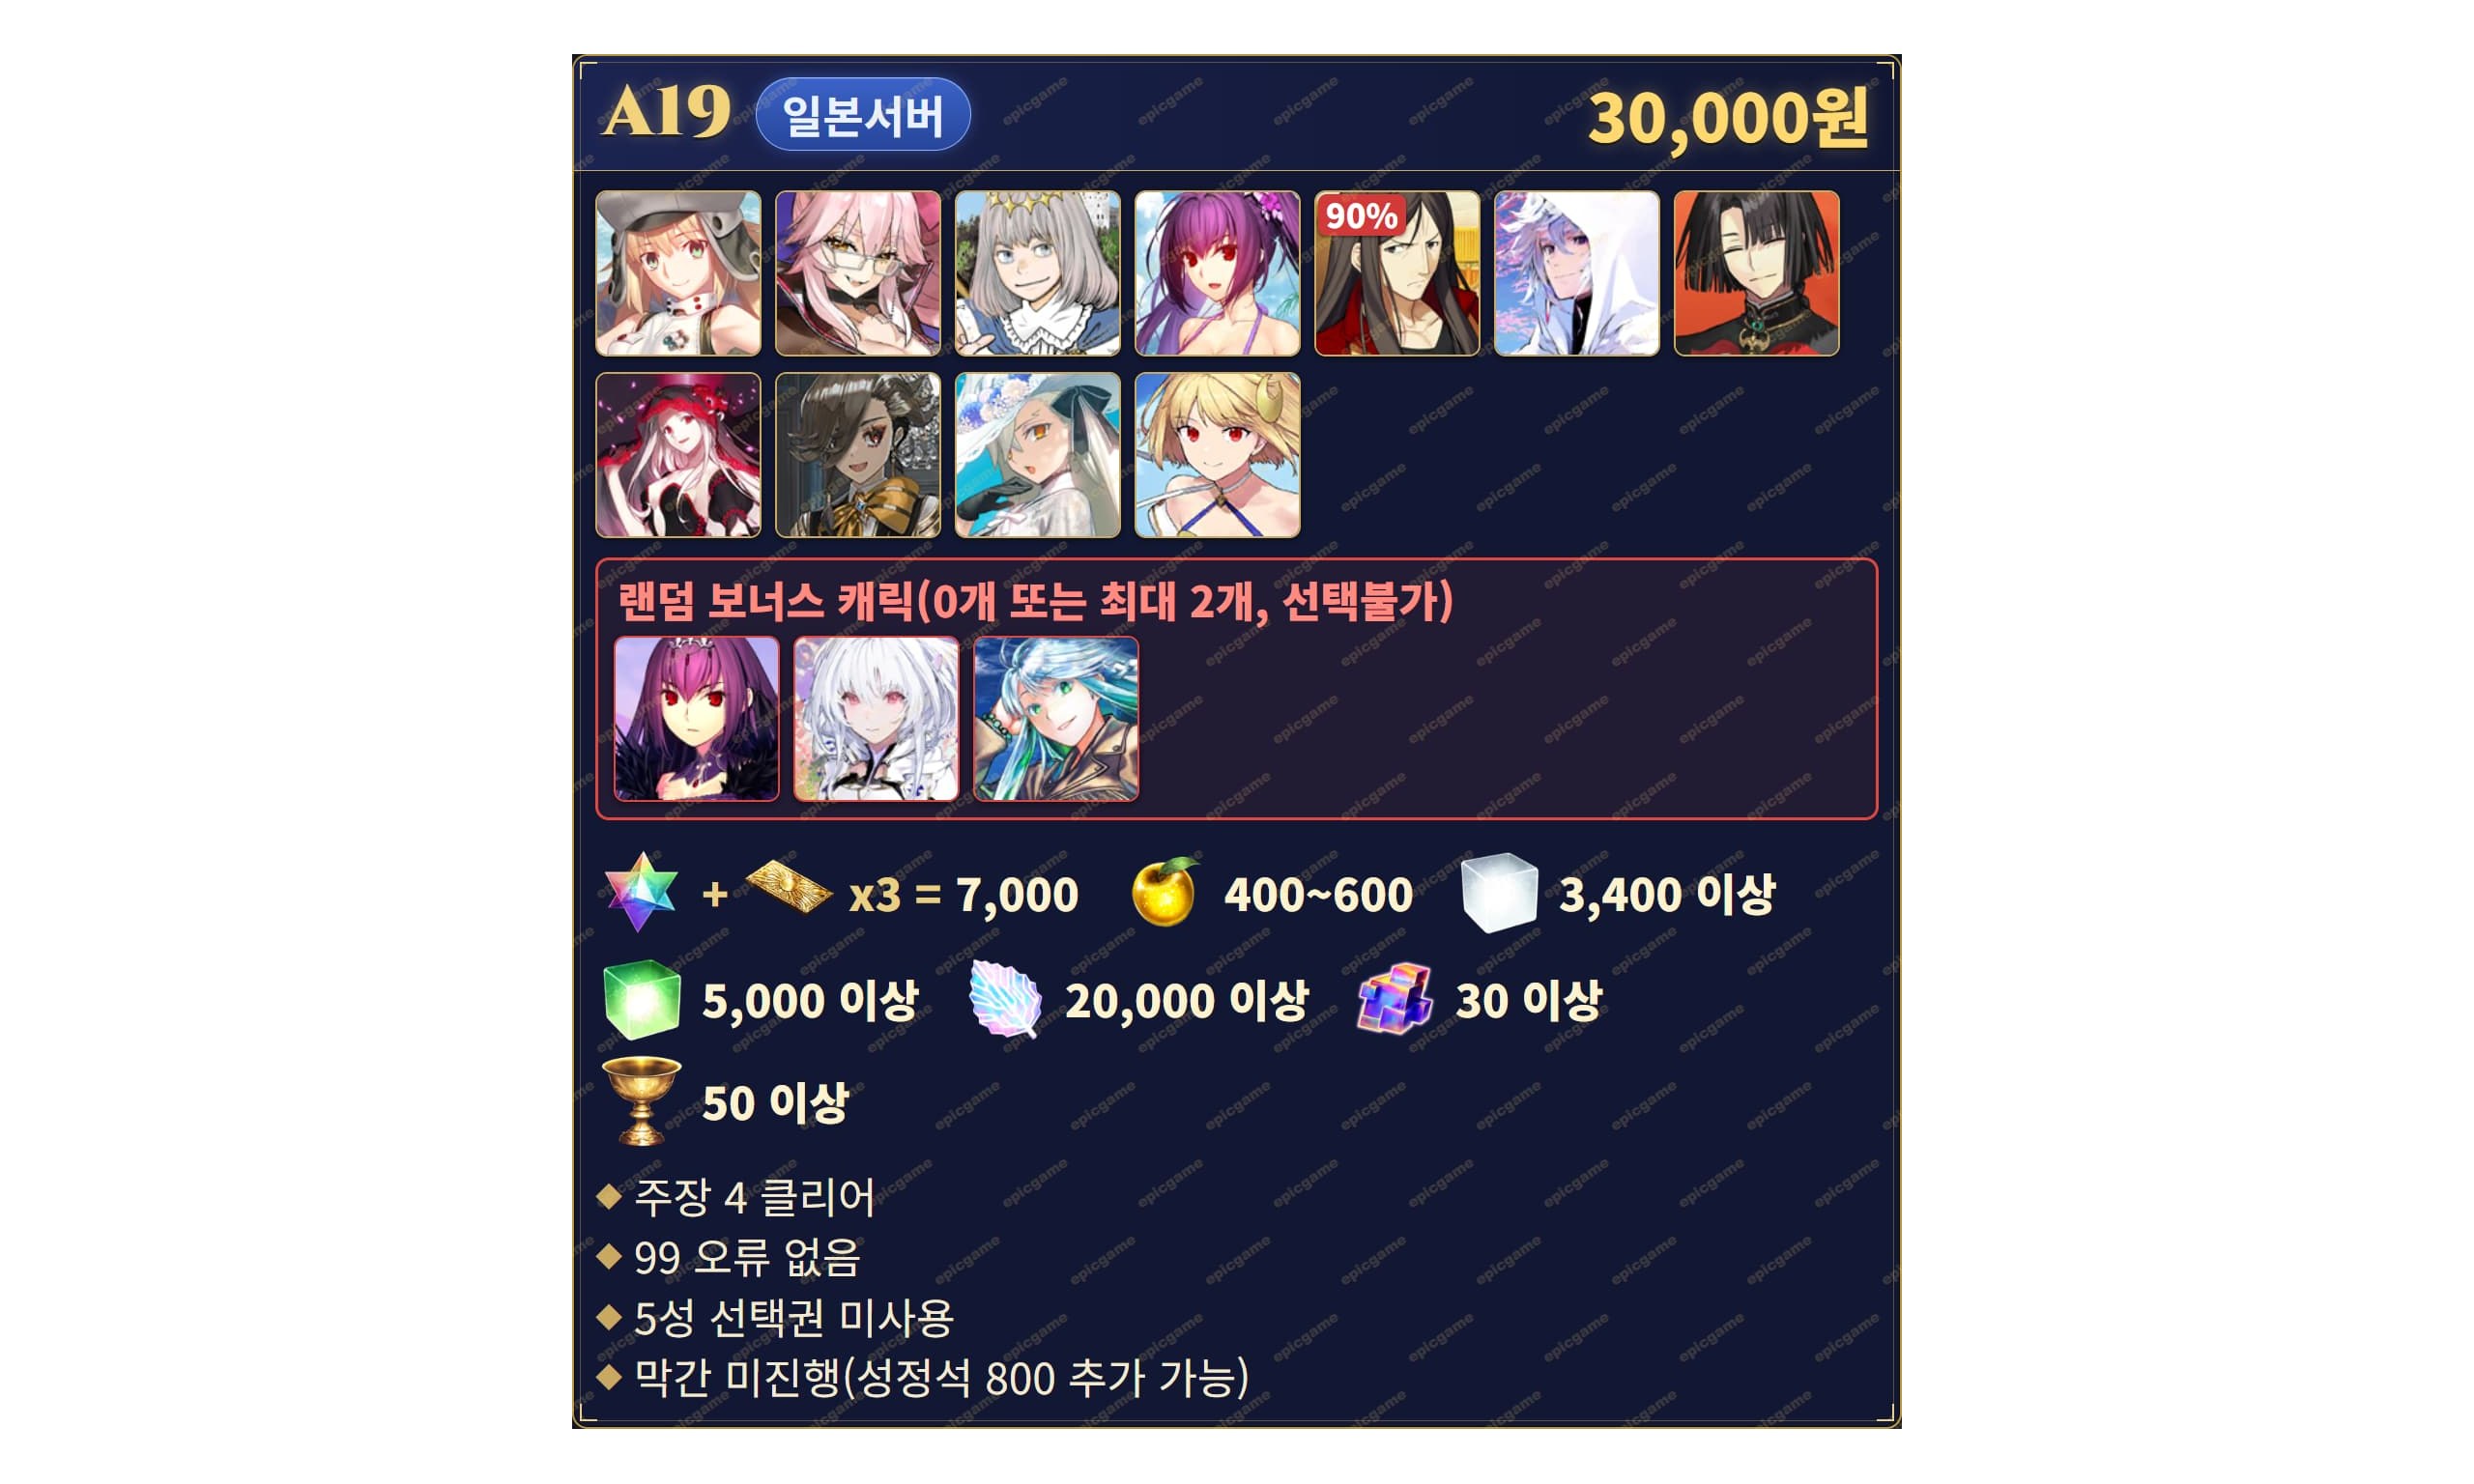 A19 일본서버 30,000원
90%
랜덤 보너스 캐릭(0개 또는 최대 2개, 선택불가)
+ x3 = 7,000 400~600 3,400 이상
5,000 이상 20,000 이상 30 이상
50 이상
◆ 주장 4 클리어
◆ 99 오류 없음
◆ 5성 선택권 미사용
◆ 막간 미진행(성정석 800 추가 가능)
epicgame